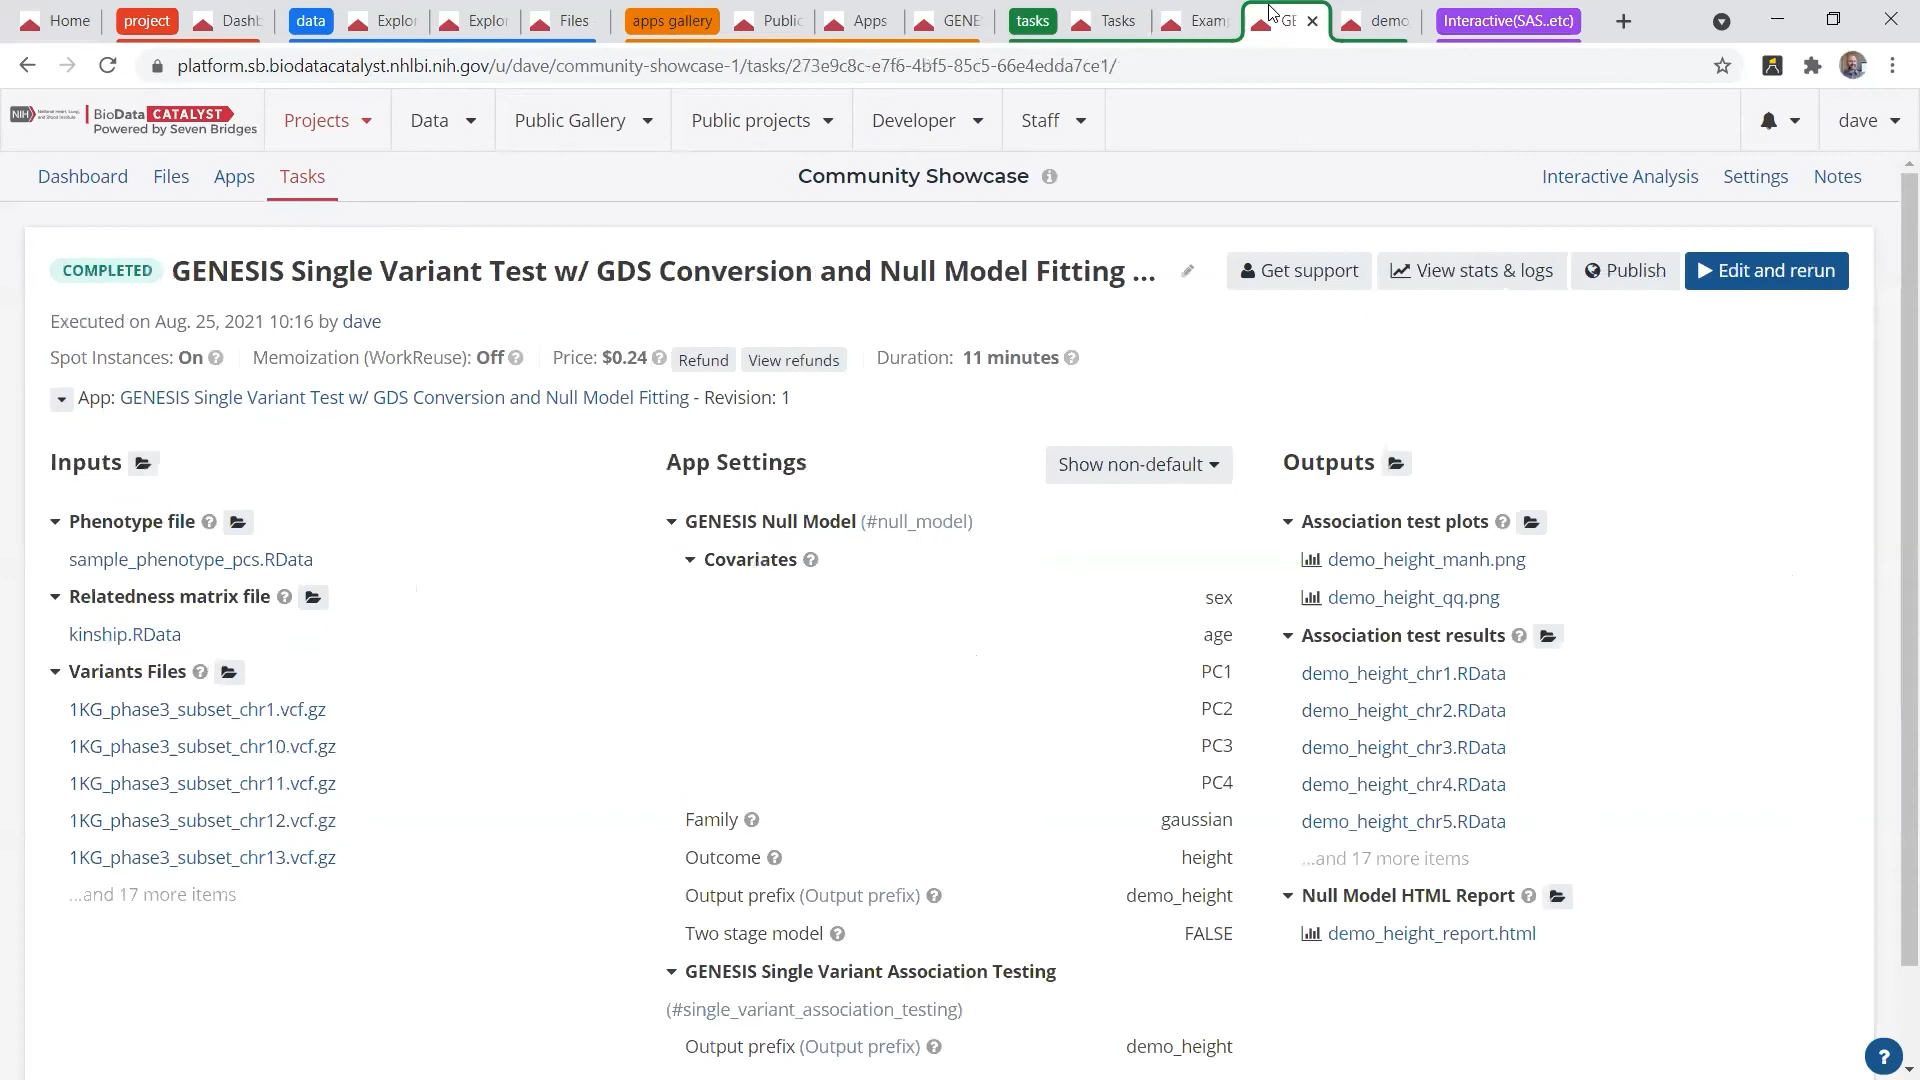 Home project Dashb data Explor Explor Files apps gallery Public Apps GENE tasks Tasks Examp GE demo Interactive(SAS..etc)
platform.sb.biodatacatalyst.nhlbi.nih.gov/u/dave/community-showcase-1/tasks/273e9c8c-e7f6-4bf5-85c5-66e4edda7ce1/
NIH BioData CATALYST Projects Data Public Gallery Public projects Developer Staff dave
Powered by Seven Bridges
Dashboard Files Apps Tasks Community Showcase Interactive Analysis Settings Notes
COMPLETED GENESIS Single Variant Test w/ GDS Conversion and Null Model Fitting ... Get support View stats & logs Publish Edit and rerun
Executed on Aug. 25, 2021 10:16 by dave
Spot Instances: On Memoization (WorkReuse): Off Price: $0.24 Refund View refunds Duration: 11 minutes
App: GENESIS Single Variant Test w/ GDS Conversion and Null Model Fitting - Revision: 1
Inputs
Phenotype file
sample_phenotype_pcs.RData
Relatedness matrix file
kinship.RData
Variants Files
1KG_phase3_subset_chr1.vcf.gz
1KG_phase3_subset_chr10.vcf.gz
1KG_phase3_subset_chr11.vcf.gz
1KG_phase3_subset_chr12.vcf.gz
1KG_phase3_subset_chr13.vcf.gz
...and 17 more items
App Settings Show non-default
GENESIS Null Model (#null_model)
Covariates
sex
age
PC1
PC2
PC3
PC4
Family gaussian
Outcome height
Output prefix (Output prefix) demo_height
Two stage model FALSE
GENESIS Single Variant Association Testing
(#single_variant_association_testing)
Output prefix (Output prefix) demo_height
Outputs
Association test plots
demo_height_manh.png
demo_height_qq.png
Association test results
demo_height_chr1.RData
demo_height_chr2.RData
demo_height_chr3.RData
demo_height_chr4.RData
demo_height_chr5.RData
...and 17 more items
Null Model HTML Report
demo_height_report.html